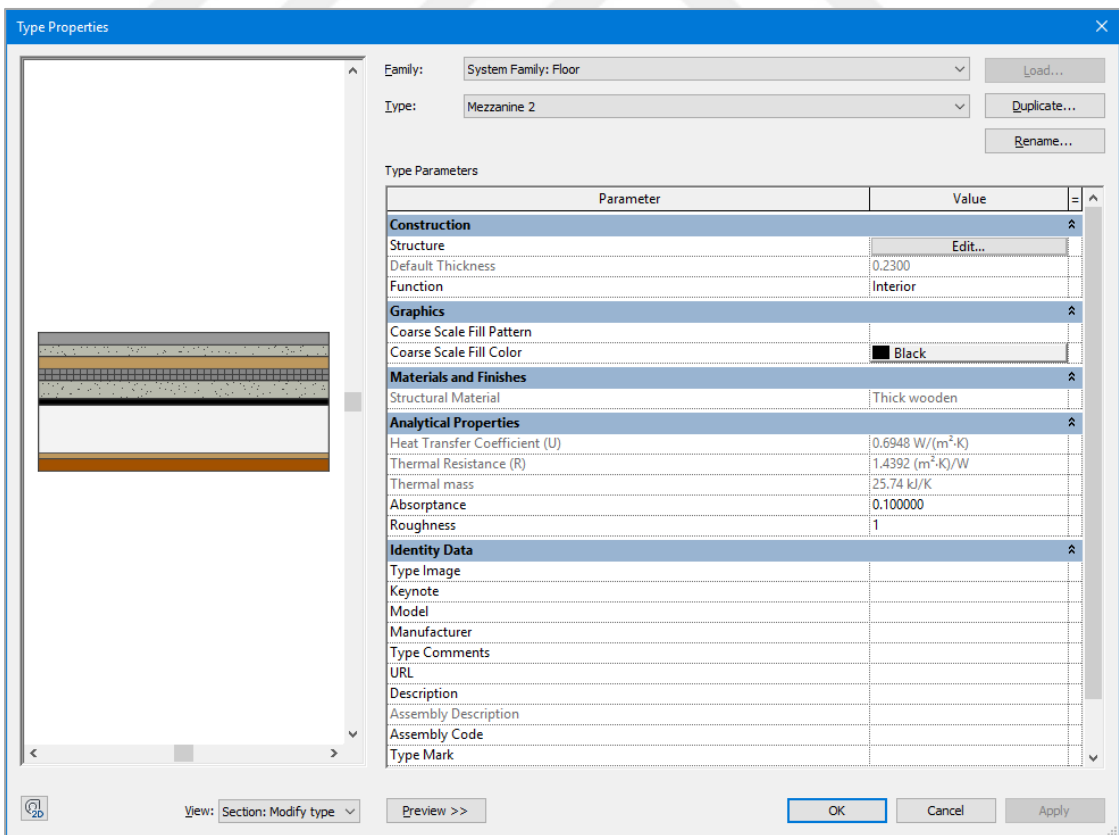 Type Properties
Family: System Family: Floor Load...
Type: Mezzanine 2 Duplicate...
Rename...
Type Parameters
Parameter Value =
Construction
Structure Edit...
Default Thickness 0.2300
Function Interior
Graphics
Coarse Scale Fill Pattern
Coarse Scale Fill Color Black
Materials and Finishes
Structural Material Thick wooden
Analytical Properties
Heat Transfer Coefficient (U) 0.6948 W/(m²·K)
Thermal Resistance (R) 1.4392 (m²·K)/W
Thermal mass 25.74 kJ/K
Absorptance 0.100000
Roughness 1
Identity Data
Type Image
Keynote
Model
Manufacturer
Type Comments
URL
Description
Assembly Description
Assembly Code
Type Mark
2D View: Section: Modify type Preview >> OK Cancel Apply